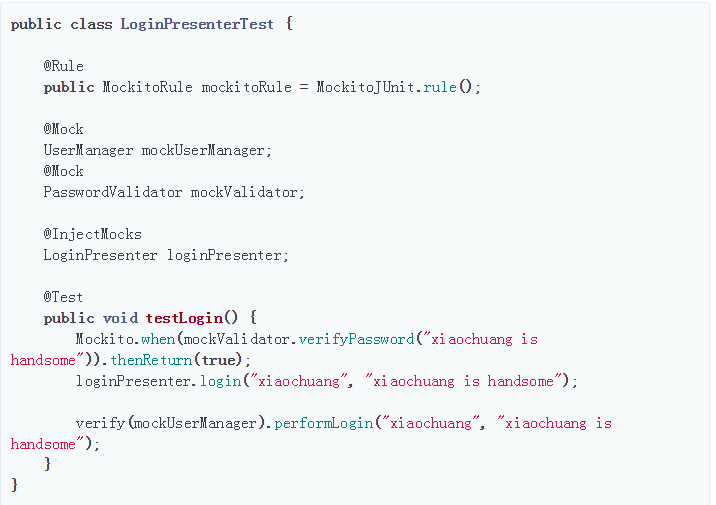 public class LoginPresenterTest {
@Rule
public MockitoRule mockitoRule = MockitoJUnit.rule();
@Mock
UserManager mockUserManager;
@Mock
PasswordValidator mockValidator;
@InjectMocks
LoginPresenter loginPresenter;
@Test
public void testLogin() {
Mockito.when(mockValidator.verifyPassword("xiaochuang is
handsome")).thenReturn(true);
loginPresenter.login("xiaochuang", "xiaochuang is handsome");
verify(mockUserManager).performLogin("xiaochuang", "xiaochuang is
handsome");
}
}